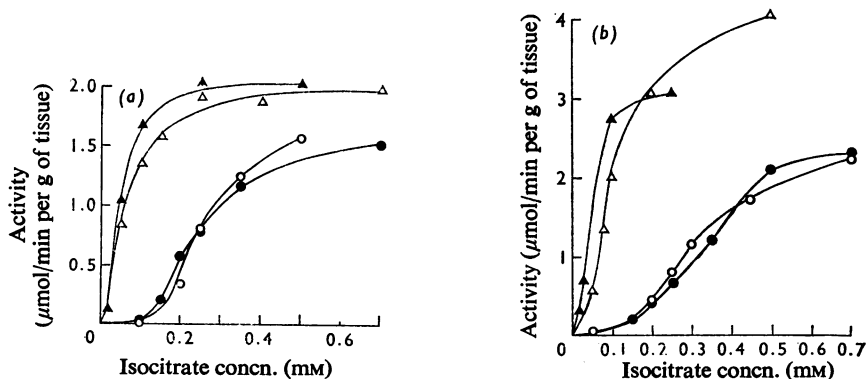 (a)
2.0
1.5
1.0
0.5
0
0.2
0.4
0.6
Activity
(μmol/min per g of tissue)
Isocitrate concn. (mM)
(b)
4
3
2
1
0
0.1
0.2
0.3
0.4
0.5
0.6
0.7
Activity (μmol/min per g of tissue)
Isocitrate concn. (mM)